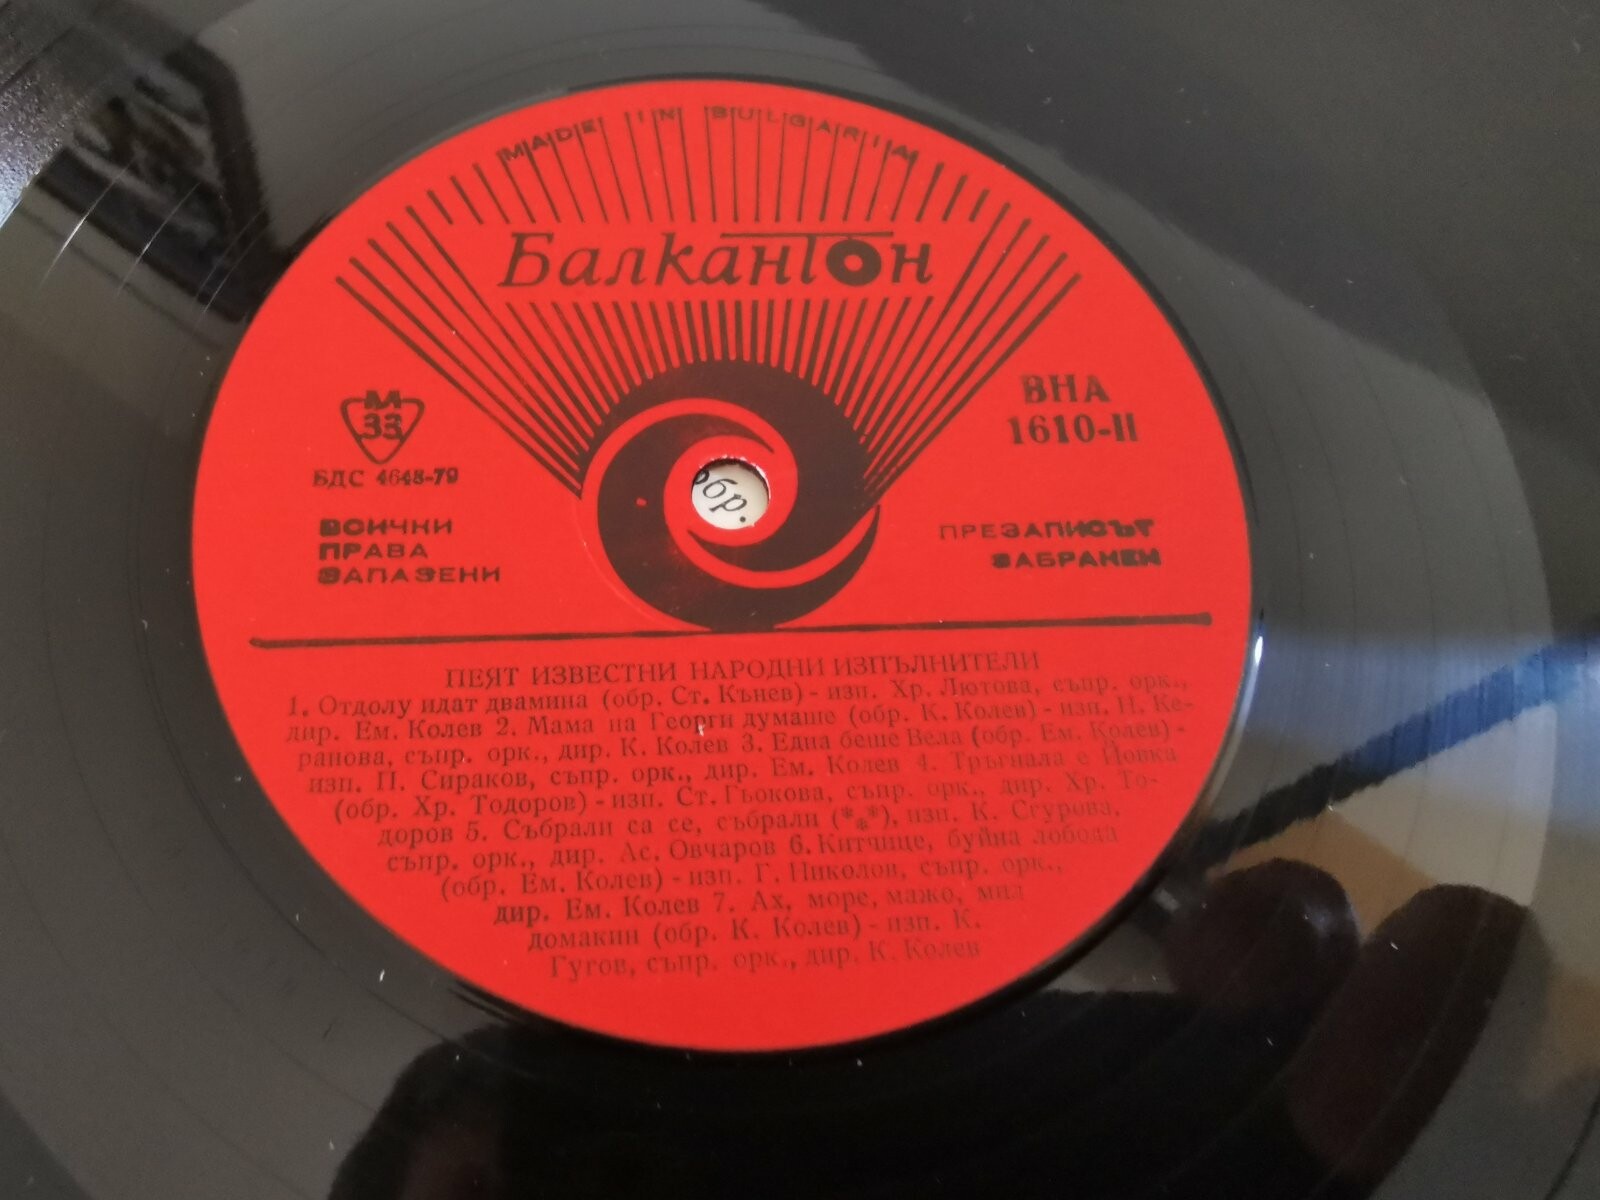 MADE IN BULGARIA
Балкантон
М
33
БДС 4648-79
ВСИЧКИ
ПРАВА
ЗАПАЗЕНИ
ВНА
1610-II
ПРЕЗАПИСЪТ
ЗАБРАНЕН
обр.
ПЕЯТ ИЗВЕСТНИ НАРОДНИ ИЗПЪЛНИТЕЛИ
1. Отдолу идат двамина (обр. Ст. Кънев) - изп. Хр. Лютова, съпр. орк.,
дир. Ем. Колев 2. Мама на Георги думаше (обр. К. Колев) - изп. Н. Ке-
ранова, съпр. орк., дир. К. Колев 3. Една беше Вела (обр. Ем. Колев) -
изп. П. Сираков, съпр. орк., дир. Ем. Колев 4. Тръгнала е Йовка
(обр. Хр. Тодоров) - изп. Ст. Гьокова, съпр. орк., дир. Хр. То-
доров 5. Събрали са се, събрали (***), изп. К. Сгурова,
съпр. орк., дир. Ас. Овчаров 6. Китчице, буйна лобода
(обр. Ем. Колев) - изп. Г. Николов, съпр. орк.,
дир. Ем. Колев 7. Ах, море, мажо, мил
домакин (обр. К. Колев) - изп. К.
Гугов, съпр. орк., дир. К. Колев